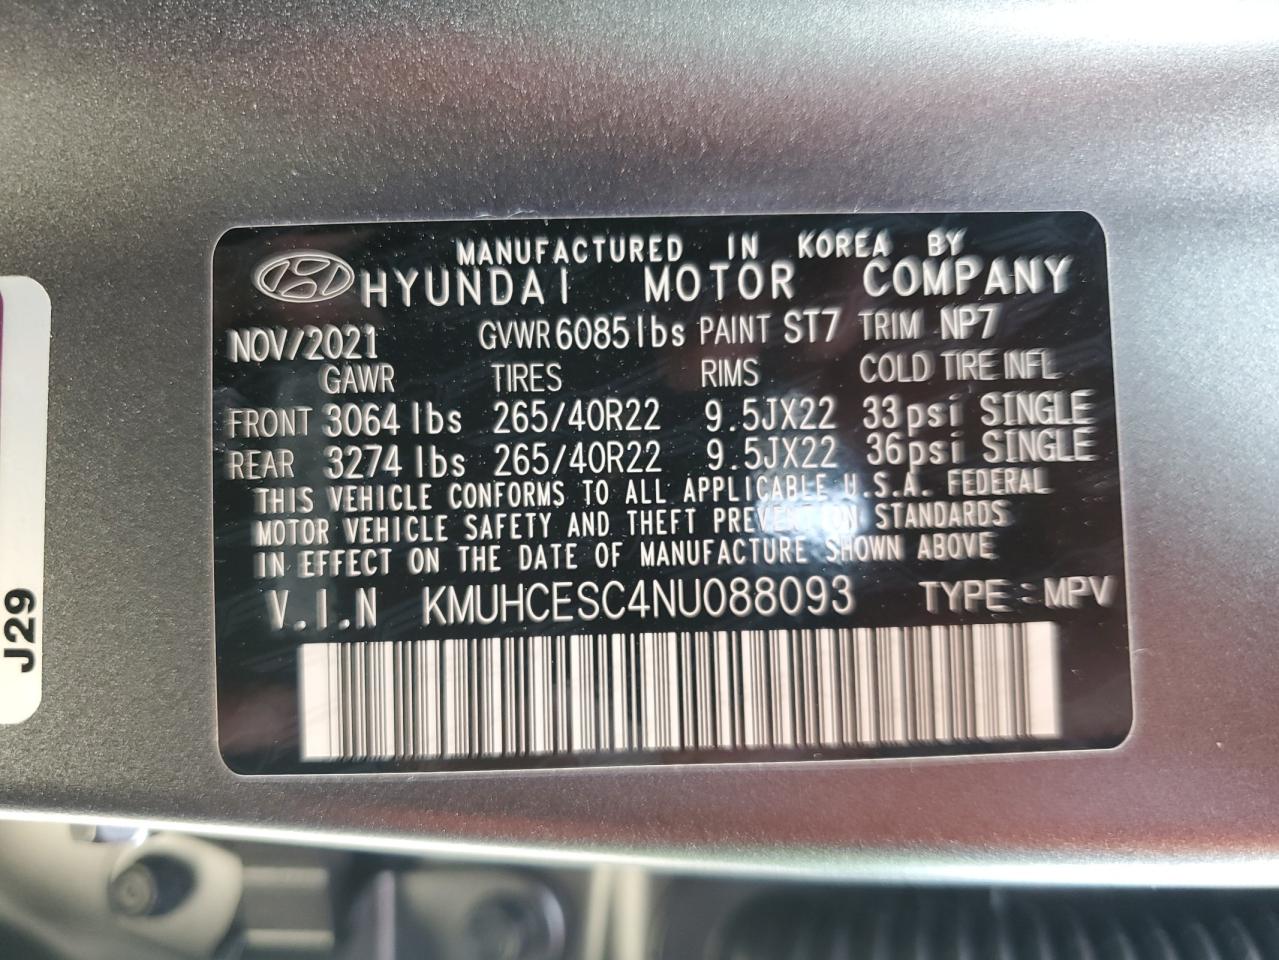 MANUFACTURED IN KOREA BY
HYUNDAI MOTOR COMPANY
NOV/2021 GVWR 6085 lbs PAINT ST7 TRIM NP7
GAWR TIRES RIMS COLD TIRE INFL
FRONT 3064 lbs 265/40R22 9.5JX22 33psi SINGLE
REAR 3274 lbs 265/40R22 9.5JX22 36psi SINGLE
THIS VEHICLE CONFORMS TO ALL APPLICABLE U.S.A. FEDERAL
MOTOR VEHICLE SAFETY AND THEFT PREVENTION STANDARDS
IN EFFECT ON THE DATE OF MANUFACTURE SHOWN ABOVE
V.I.N KMUHCESC4NU088093 TYPE : MPV
J29